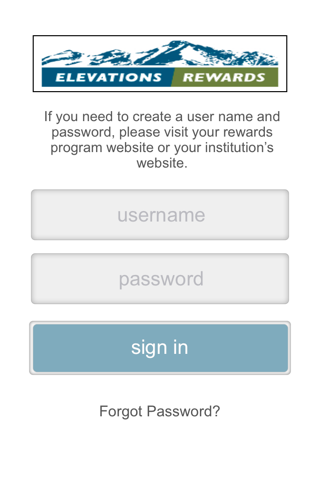 ELEVATIONS REWARDS
If you need to create a user name and
password, please visit your rewards
program website or your institution’s
website.
username
password
sign in
Forgot Password?